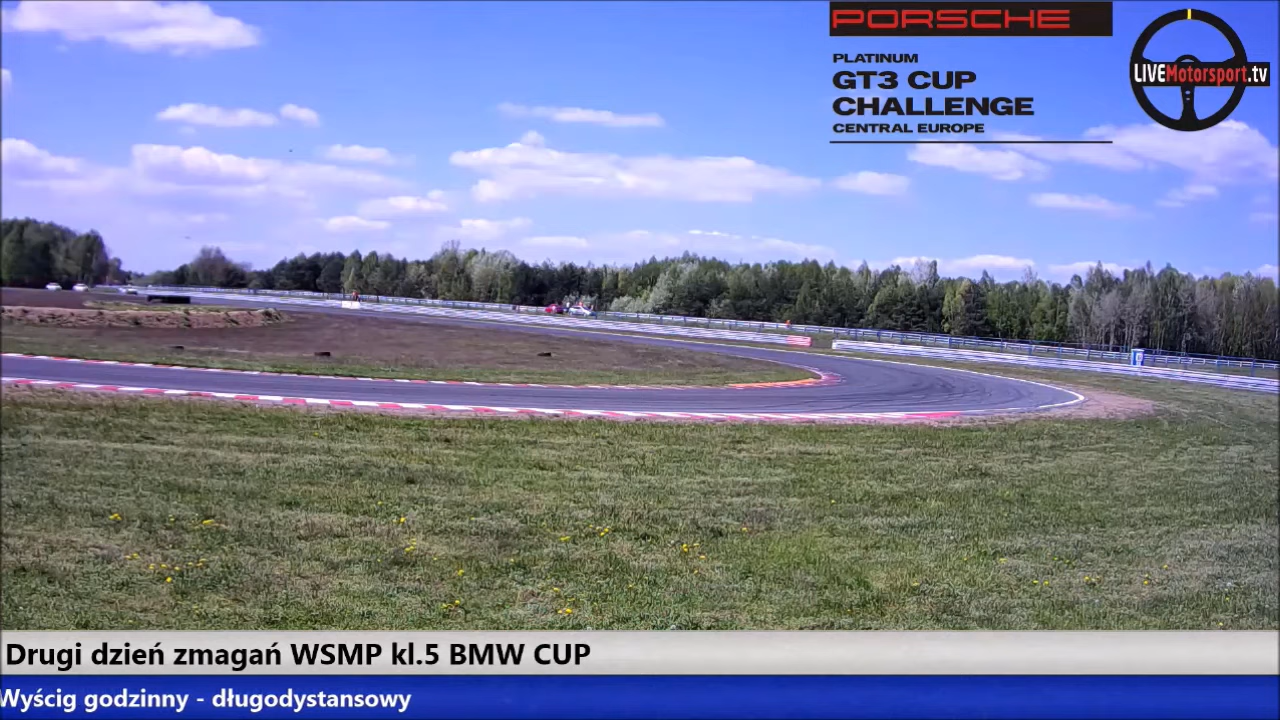 PORSCHE
PLATINUM
GT3 CUP
CHALLENGE
CENTRAL EUROPE
LIVEMotorsport.tv
Drugi dzień zmagań WSMP kl.5 BMW CUP
Wyścig godzinny - długodystansowy